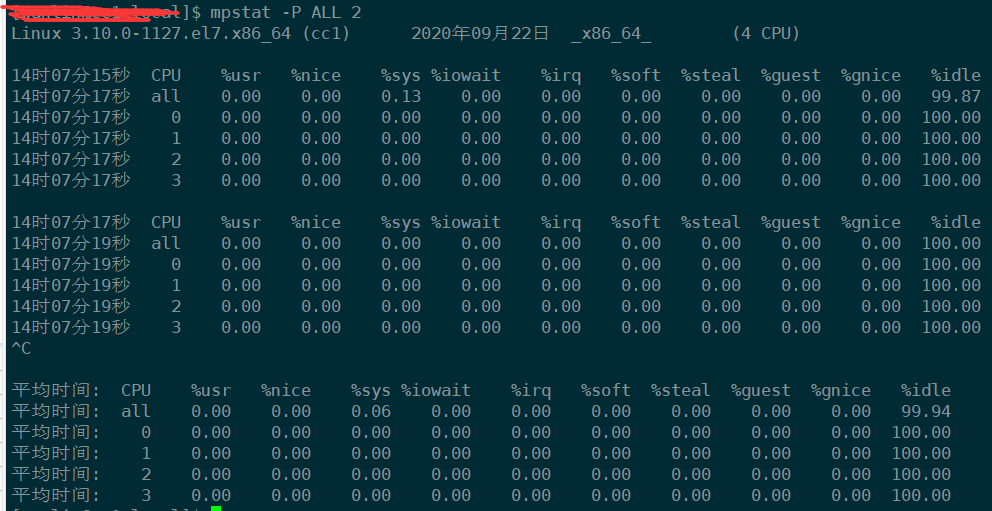 ]$ mpstat -P ALL 2
Linux 3.10.0-1127.el7.x86_64 (cc1) 2020年09月22日 _x86_64_ (4 CPU)
14时07分15秒 CPU %usr %nice %sys %iowait %irq %soft %steal %guest %gnice %idle
14时07分17秒 all 0.00 0.00 0.13 0.00 0.00 0.00 0.00 0.00 0.00 99.87
14时07分17秒 0 0.00 0.00 0.00 0.00 0.00 0.00 0.00 0.00 0.00 100.00
14时07分17秒 1 0.00 0.00 0.00 0.00 0.00 0.00 0.00 0.00 0.00 100.00
14时07分17秒 2 0.00 0.00 0.00 0.00 0.00 0.00 0.00 0.00 0.00 100.00
14时07分17秒 3 0.00 0.00 0.00 0.00 0.00 0.00 0.00 0.00 0.00 100.00
14时07分17秒 CPU %usr %nice %sys %iowait %irq %soft %steal %guest %gnice %idle
14时07分19秒 all 0.00 0.00 0.00 0.00 0.00 0.00 0.00 0.00 0.00 100.00
14时07分19秒 0 0.00 0.00 0.00 0.00 0.00 0.00 0.00 0.00 0.00 100.00
14时07分19秒 1 0.00 0.00 0.00 0.00 0.00 0.00 0.00 0.00 0.00 100.00
14时07分19秒 2 0.00 0.00 0.00 0.00 0.00 0.00 0.00 0.00 0.00 100.00
14时07分19秒 3 0.00 0.00 0.00 0.00 0.00 0.00 0.00 0.00 0.00 100.00
^C
平均时间: CPU %usr %nice %sys %iowait %irq %soft %steal %guest %gnice %idle
平均时间: all 0.00 0.00 0.06 0.00 0.00 0.00 0.00 0.00 0.00 99.94
平均时间: 0 0.00 0.00 0.00 0.00 0.00 0.00 0.00 0.00 0.00 100.00
平均时间: 1 0.00 0.00 0.00 0.00 0.00 0.00 0.00 0.00 0.00 100.00
平均时间: 2 0.00 0.00 0.00 0.00 0.00 0.00 0.00 0.00 0.00 100.00
平均时间: 3 0.00 0.00 0.00 0.00 0.00 0.00 0.00 0.00 0.00 100.00